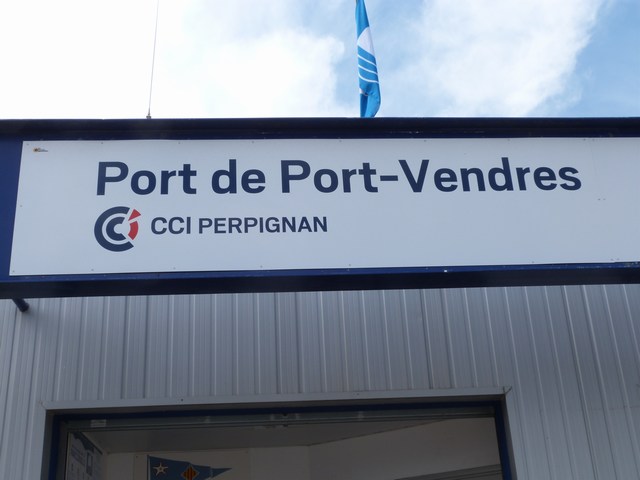 Port de Port-Vendres
CCI PERPIGNAN